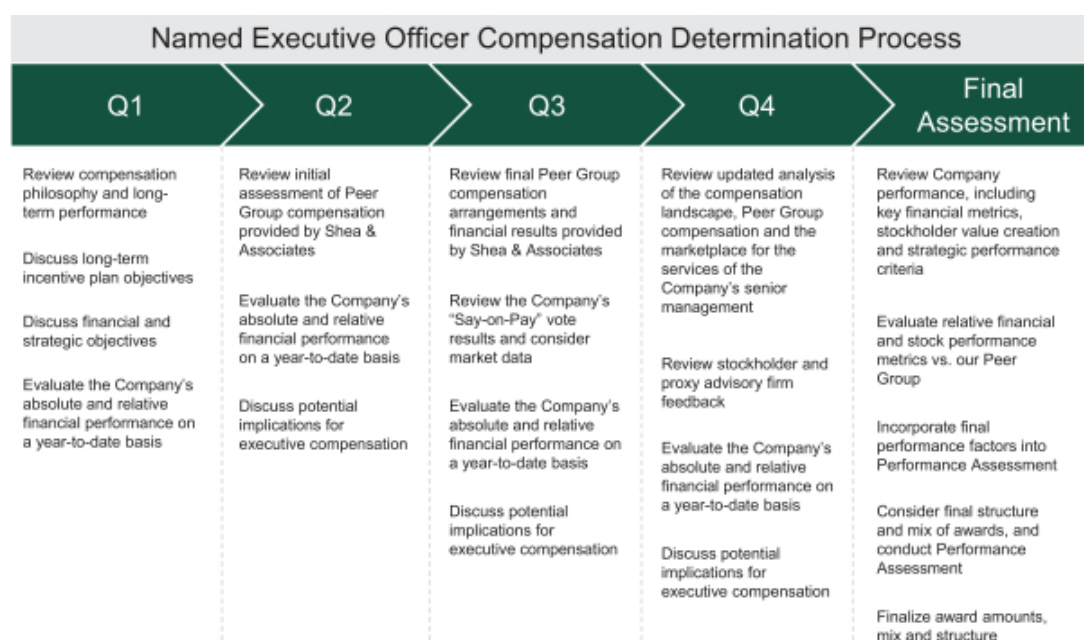 Named Executive Officer Compensation Determination Process
Q1
Review compensation
philosophy and long-
term performance
Discuss long-term
incentive plan objectives
Discuss financial and
strategic objectives
Evaluate the Company's
absolute and relative
financial performance on
a year-to-date basis
Q2
Review initial
assessment of Peer
Group compensation
provided by Shea &
Associates
Evaluate the Company's
absolute and relative
financial performance
on a year-to-date basis
Discuss potential
implications for
executive compensation
Q3
Review final Peer Group
compensation
arrangements and
financial results provided
by Shea & Associates
Review the Company's
"Say-on-Pay" vote
results and consider
market data
Evaluate the Company's
absolute and relative
financial performance on
a year-to-date basis
Discuss potential
implications for
executive compensation
Q4
Review updated analysis
of the compensation
landscape, Peer Group
compensation and the
marketplace for the
services of the
Company's senior
management
Review stockholder and
proxy advisory firm
feedback
Evaluate the Company's
absolute and relative
financial performance on
a year-to-date basis
Discuss potential
implications for
executive compensation
Final
Assessment
Review Company
performance, including
key financial metrics,
stockholder value creation
and strategic performance
criteria
Evaluate relative financial
and stock performance
metrics vs. our Peer
Group
Incorporate final
performance factors into
Performance Assessment
Consider final structure
and mix of awards, and
conduct Performance
Assessment
Finalize award amounts,
mix and structure